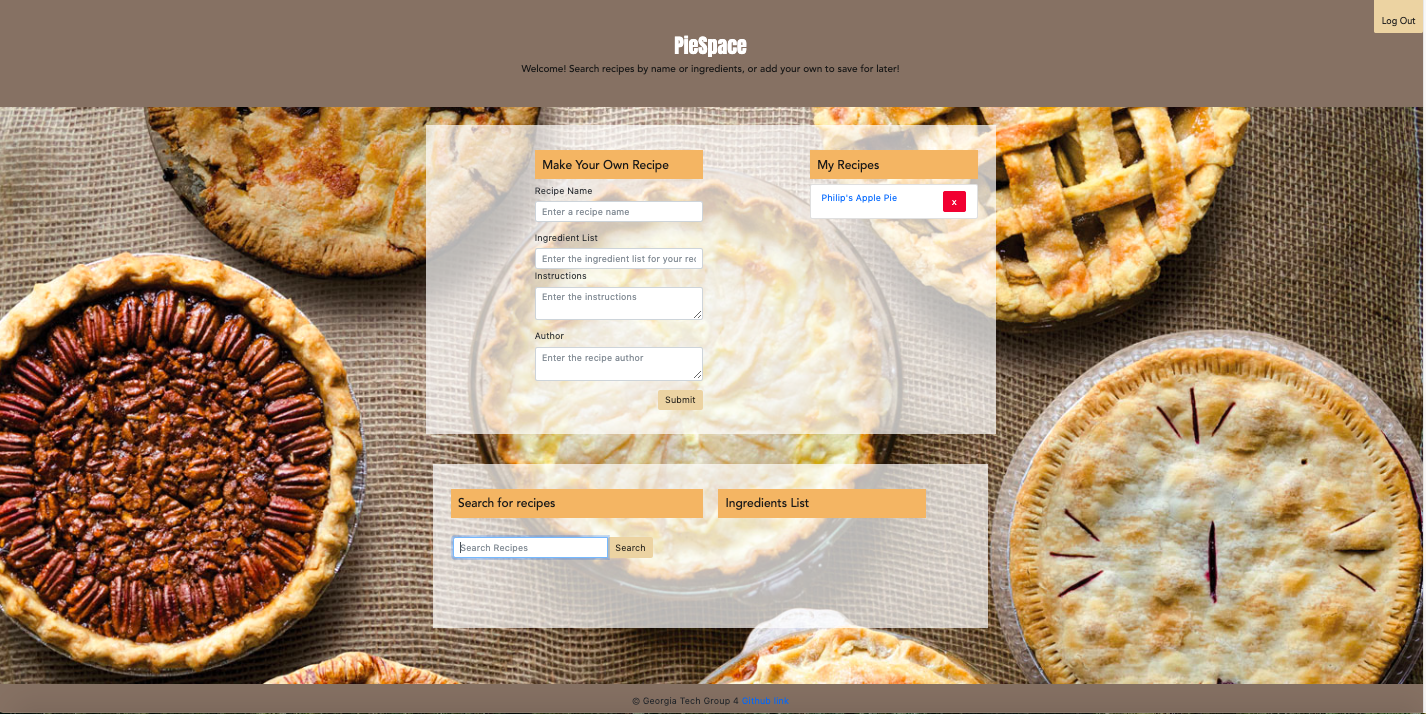 Log Out
PieSpace
Welcome! Search recipes by name or ingredients, or add your own to save for later!
Make Your Own Recipe
Recipe Name
Enter a recipe name
Ingredient List
Enter the ingredient list for your rec
Instructions
Enter the instructions
Author
Enter the recipe author
Submit
My Recipes
Philip's Apple Pie
x
Search for recipes
Search Recipes
Search
Ingredients List
© Georgia Tech Group 4 Github link